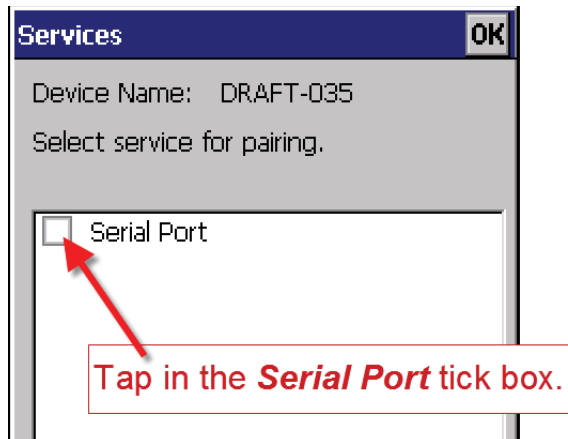 Services OK
Device Name: DRAFT-035
Select service for pairing.
Serial Port
Tap in the Serial Port tick box.